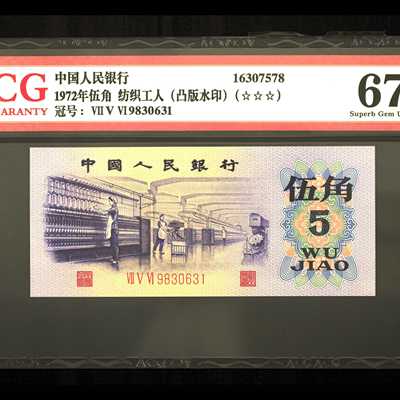 CG
中国人民银行 16307578
67
ARANTY
1972年伍角 纺织工人（凸版水印）（☆☆☆）
Superb Gem U
冠号：Ⅶ Ⅴ Ⅵ 9830631
中國人民銀行
伍角
5
WU
JIAO
Ⅶ Ⅴ Ⅵ 9830631